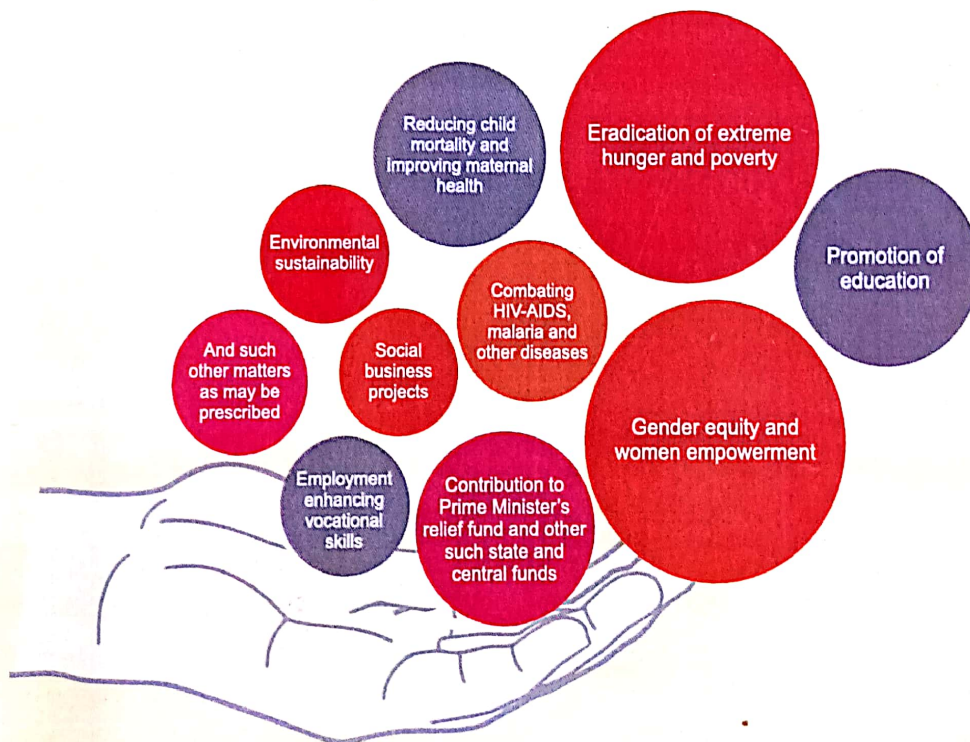 Reducing child
mortality and
improving maternal
health
Eradication of extreme
hunger and poverty
Promotion of
education
Environmental
sustainability
Combating
HIV-AIDS,
malaria and
other diseases
And such
other matters
as may be
prescribed
Social
business
projects
Gender equity and
women empowerment
Employment
enhancing
vocational
skills
Contribution to
Prime Minister's
relief fund and other
such state and
central funds